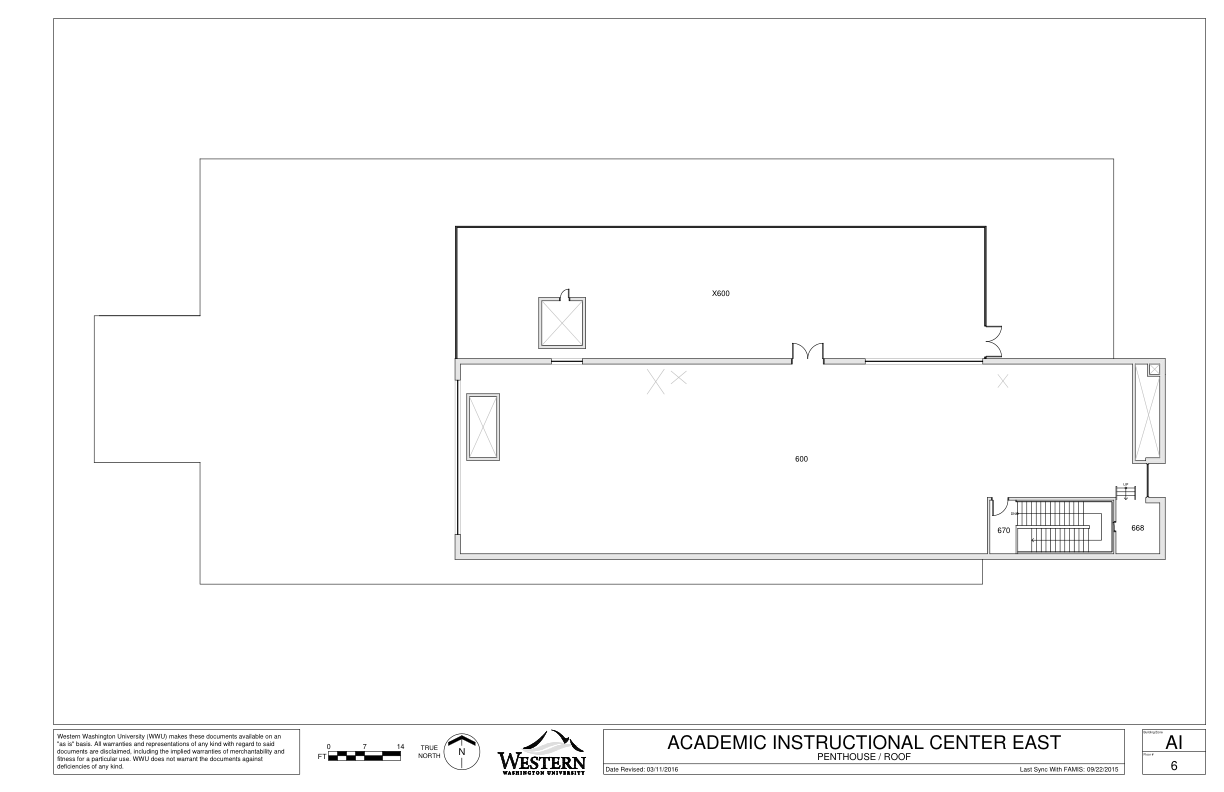 X600
600
UP
DN
670
668
Western Washington University (WWU) makes these documents available on an
"as is" basis. All warranties and representations of any kind with regard to said
documents are disclaimed, including the implied warranties of merchantability and
fitness for a particular use. WWU does not warrant the documents against
deficiencies of any kind.
0 7 14
FT
TRUE
NORTH
N
WESTERN
WASHINGTON UNIVERSITY
ACADEMIC INSTRUCTIONAL CENTER EAST
PENTHOUSE / ROOF
Date Revised: 03/11/2016
Last Sync With FAMIS: 09/22/2015
AI
6